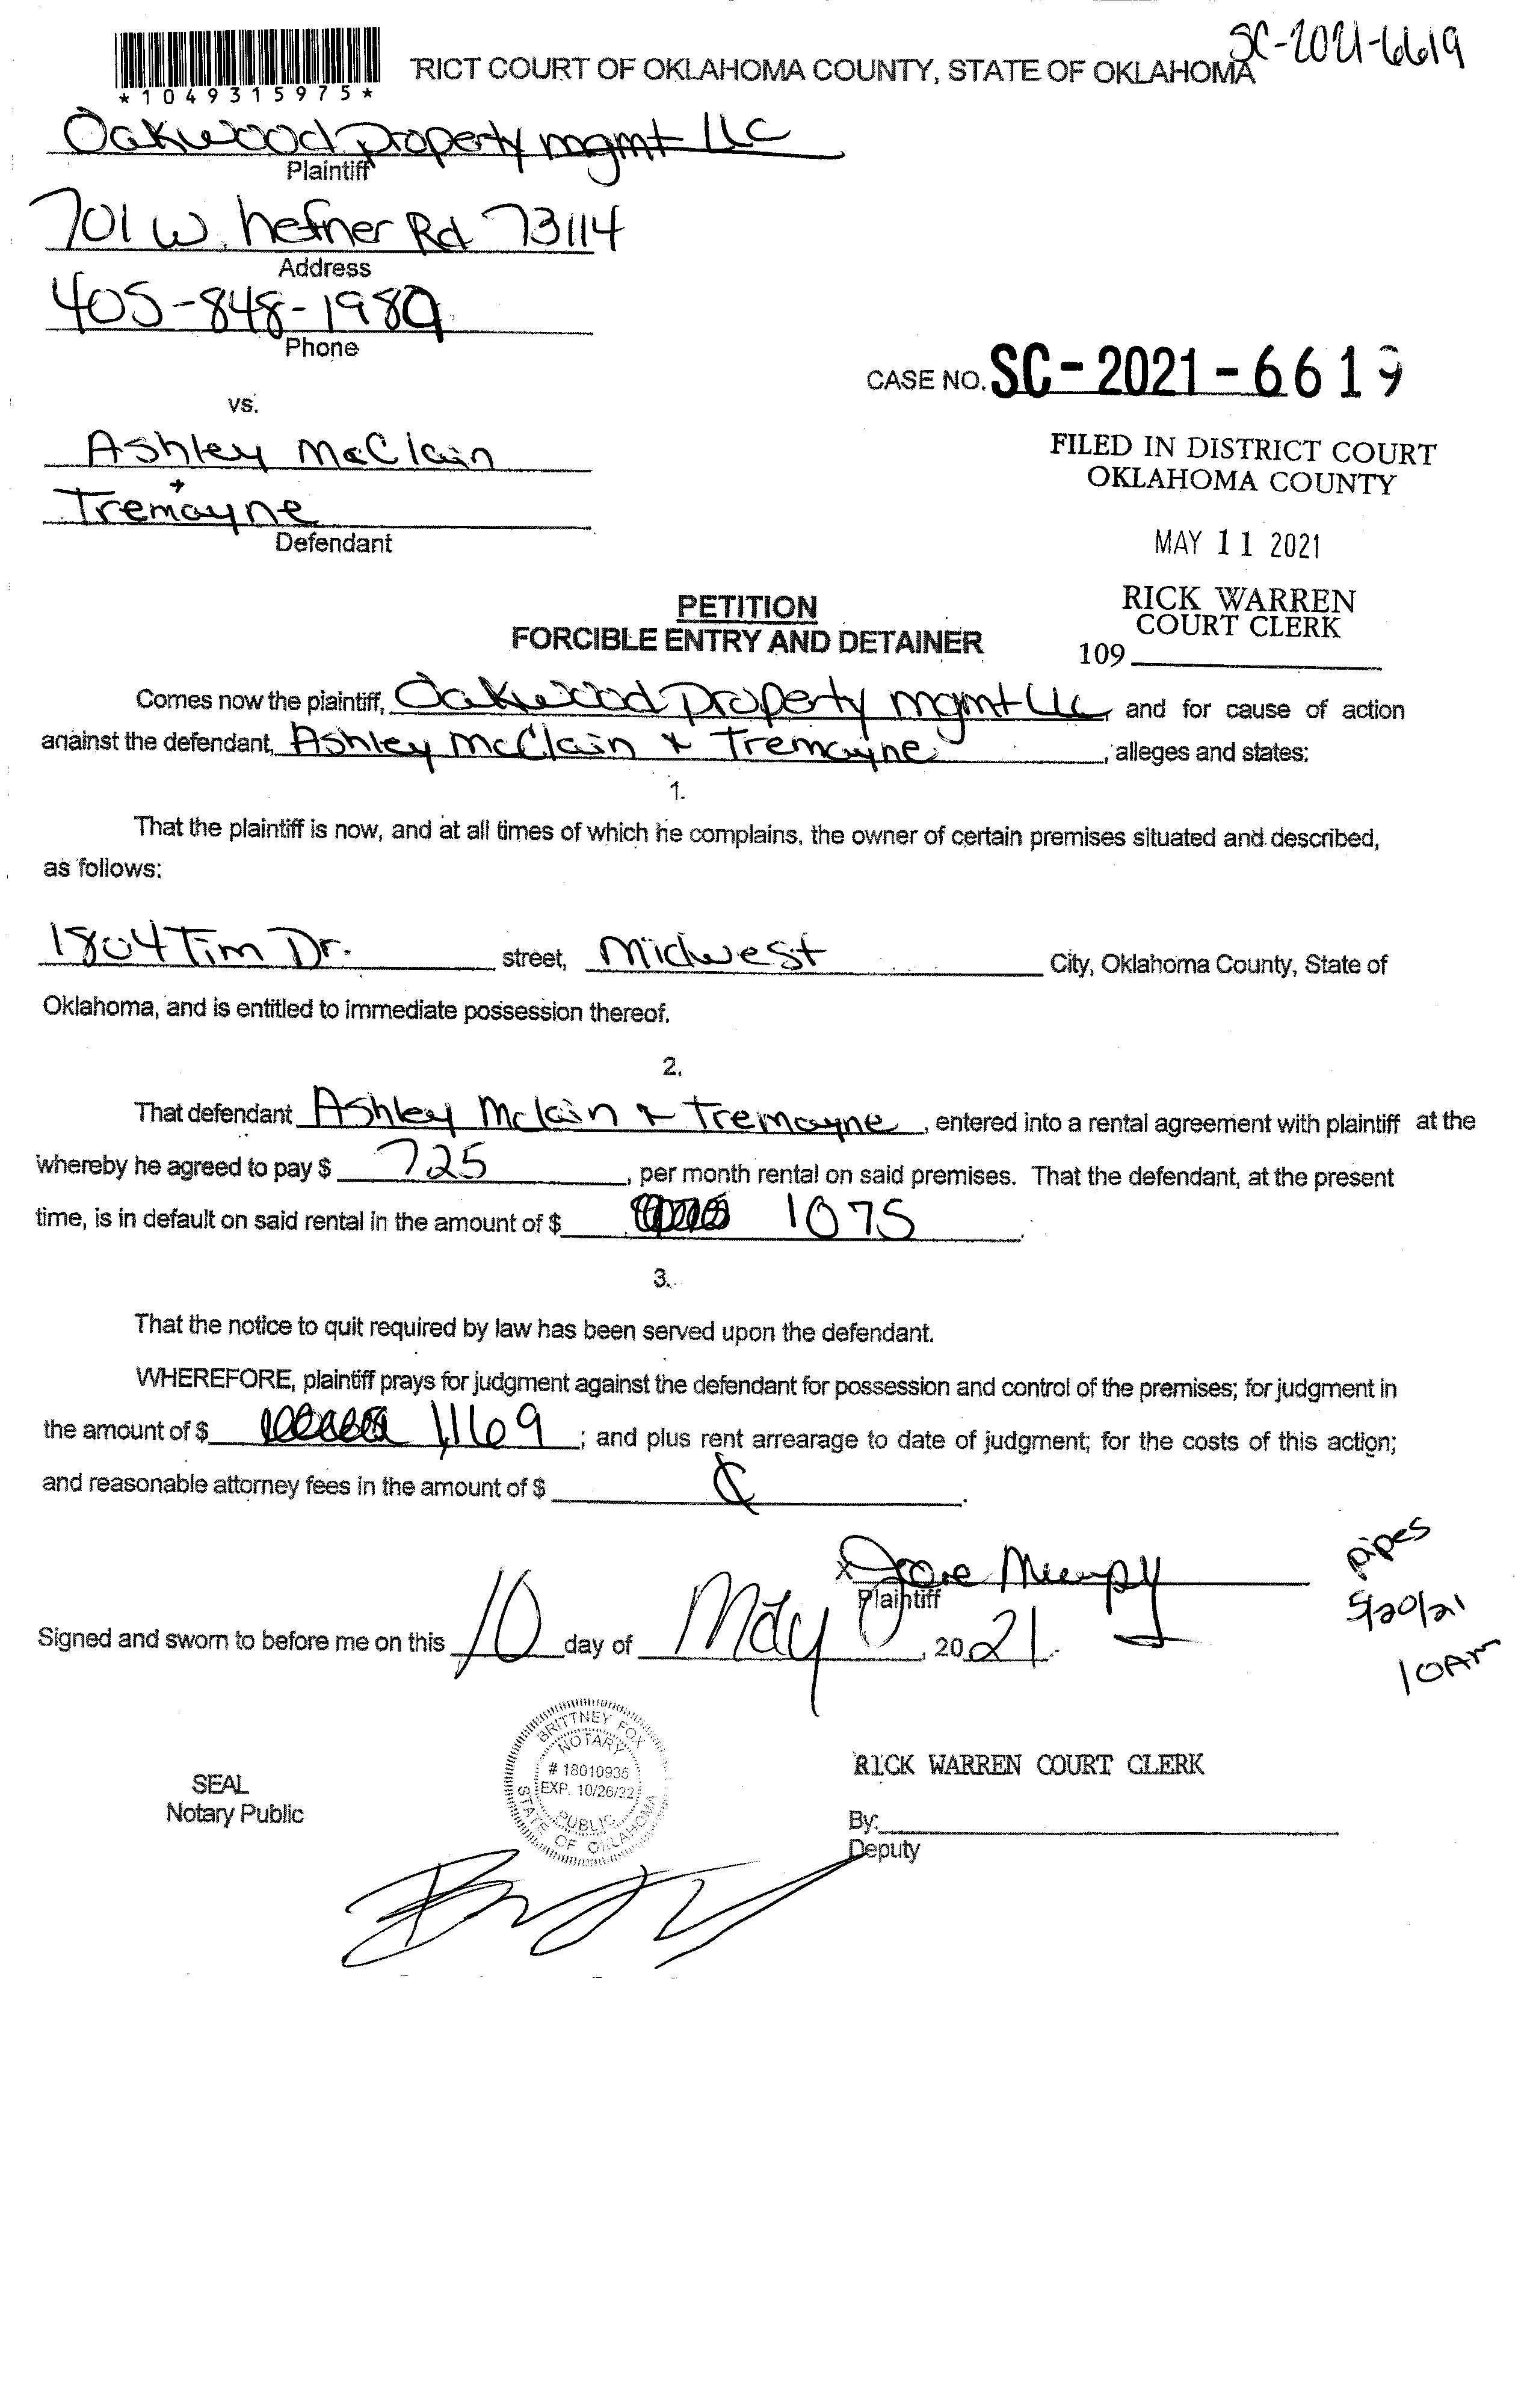 SC-2021-6619
*1049315975*
RICT COURT OF OKLAHOMA COUNTY, STATE OF OKLAHOMA
Oakwood property mgmt LLC
Plaintiff
701 W. hefner Rd 73114
Address
405-848-1989
Phone
CASE NO. SC-2021-6619
vs.
Ashley McClain
+
Tremayne
Defendant
FILED IN DISTRICT COURT
OKLAHOMA COUNTY
MAY 11 2021
RICK WARREN
COURT CLERK
109
PETITION
FORCIBLE ENTRY AND DETAINER
Comes now the plaintiff, Oakwood Property mgmt LLC, and for cause of action
against the defendant, Ashley McClain + Tremayne, alleges and states:
1.
That the plaintiff is now, and at all times of which he complains, the owner of certain premises situated and described,
as follows:
1804 Tim Dr. street, Midwest City, Oklahoma County, State of
Oklahoma, and is entitled to immediate possession thereof.
2.
That defendant Ashley Mclain + Tremayne, entered into a rental agreement with plaintiff at the
whereby he agreed to pay $ 725, per month rental on said premises. That the defendant, at the present
time, is in default on said rental in the amount of $ 1075.
3.
That the notice to quit required by law has been served upon the defendant.
WHEREFORE, plaintiff prays for judgment against the defendant for possession and control of the premises; for judgment in
the amount of $ 1,169; and plus rent arrearage to date of judgment; for the costs of this action;
and reasonable attorney fees in the amount of $
x
Plaintiff
pipes
5/20/21
10Am
Signed and sworn to before me on this 10 day of May, 2021.
BRITTNEY FOX
NOTARY
# 18010935
EXP. 10/26/22
PUBLIC
STATE OF OKLAHOMA
SEAL
Notary Public
RICK WARREN COURT CLERK
By:
Deputy